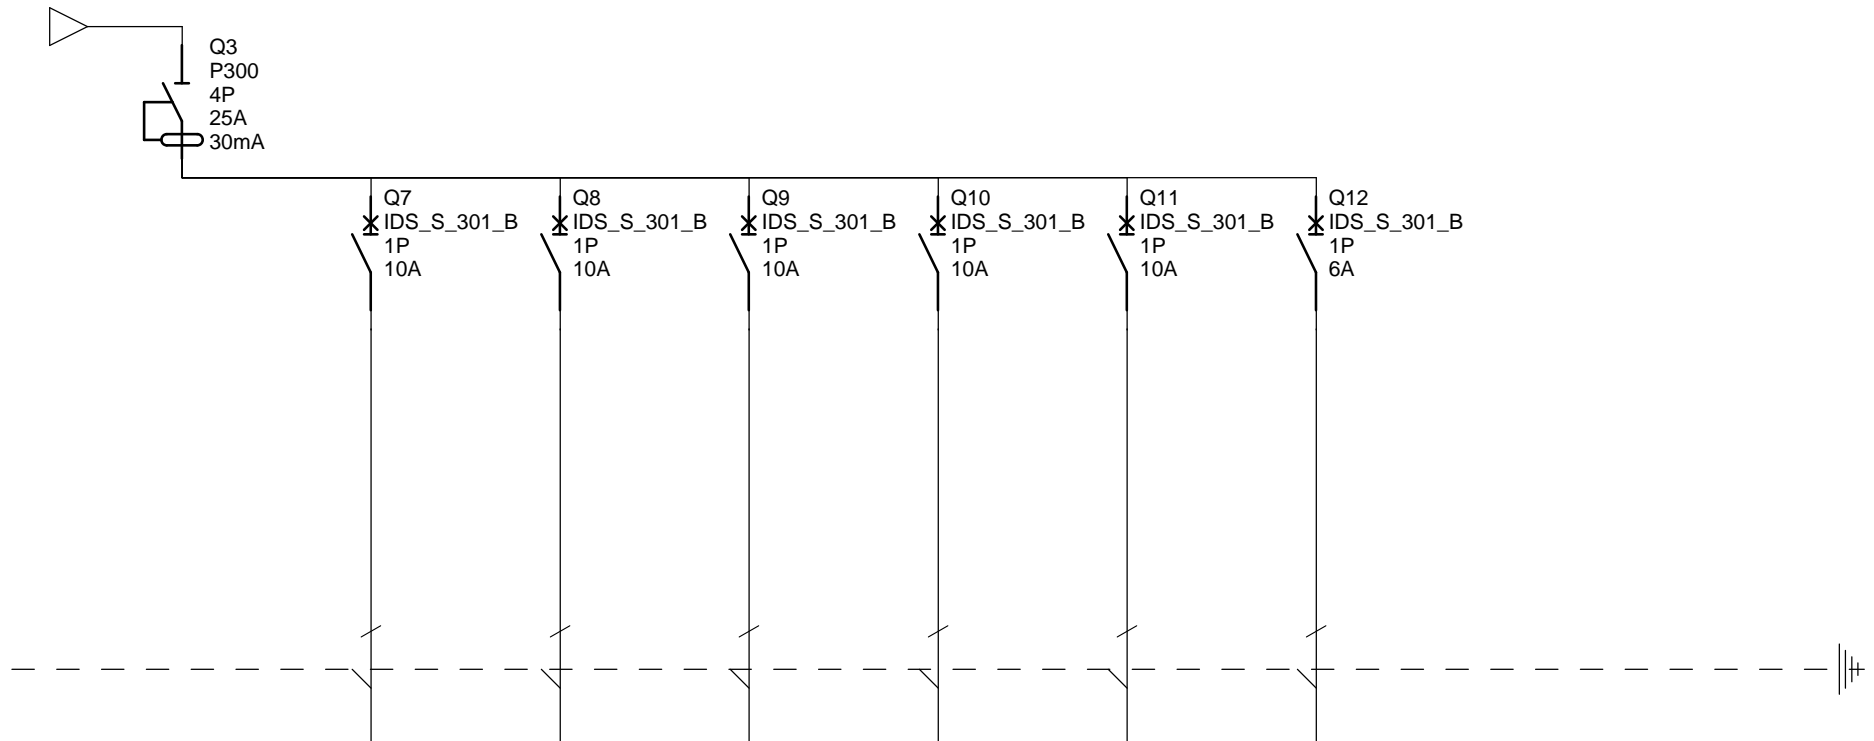 Q3
P300
4P
25A
30mA
Q7
IDS_S_301_B
1P
10A
Q8
IDS_S_301_B
1P
10A
Q9
IDS_S_301_B
1P
10A
Q10
IDS_S_301_B
1P
10A
Q11
IDS_S_301_B
1P
10A
Q12
IDS_S_301_B
1P
6A